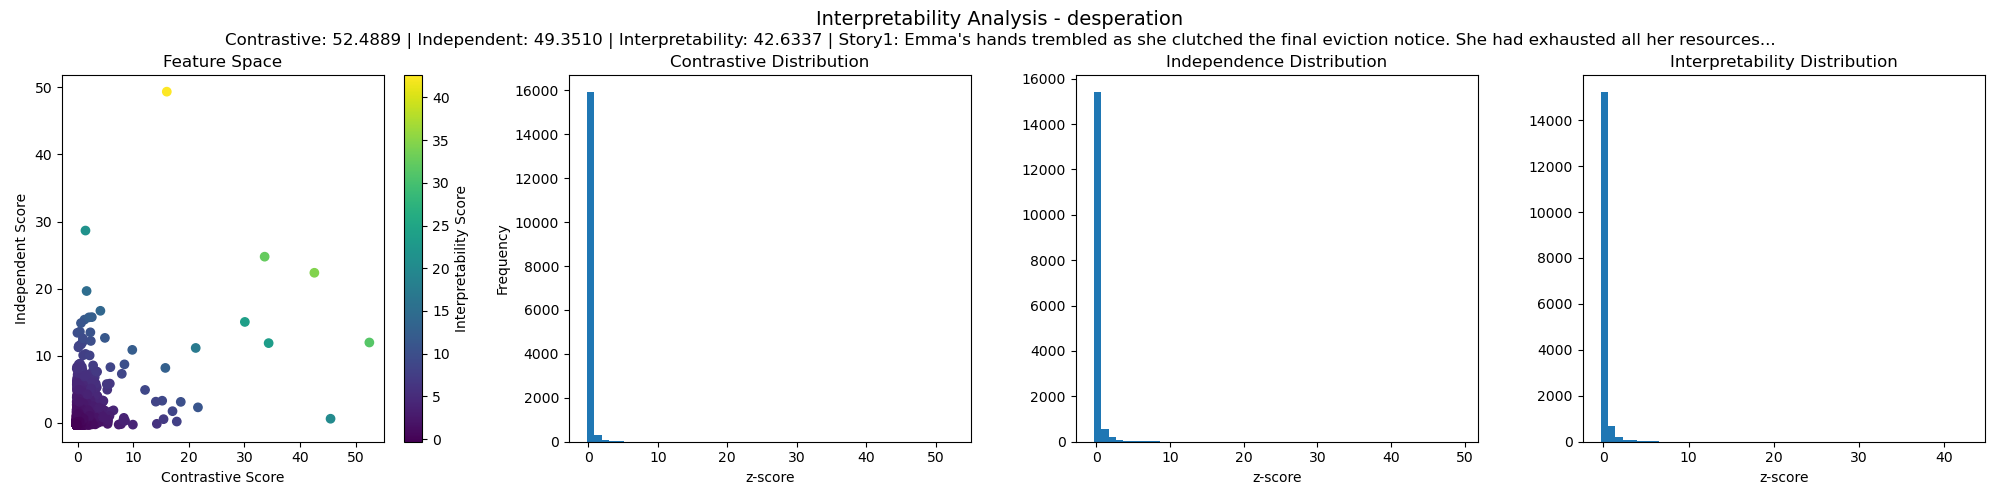 Interpretability Analysis - desperation
Contrastive: 52.4889 | Independent: 49.3510 | Interpretability: 42.6337 | Story1: Emma's hands trembled as she clutched the final eviction notice. She had exhausted all her resources...
Feature Space
50
40
30
20
10
0
0 10 20 30 40 50
Independent Score
Contrastive Score
40
35
30
25
20
15
10
5
0
Interpretability Score
Contrastive Distribution
16000
14000
12000
10000
8000
6000
4000
2000
0
0 10 20 30 40 50
Frequency
z-score
Independence Distribution
16000
14000
12000
10000
8000
6000
4000
2000
0
0 10 20 30 40 50
z-score
Interpretability Distribution
14000
12000
10000
8000
6000
4000
2000
0
0 10 20 30 40
z-score